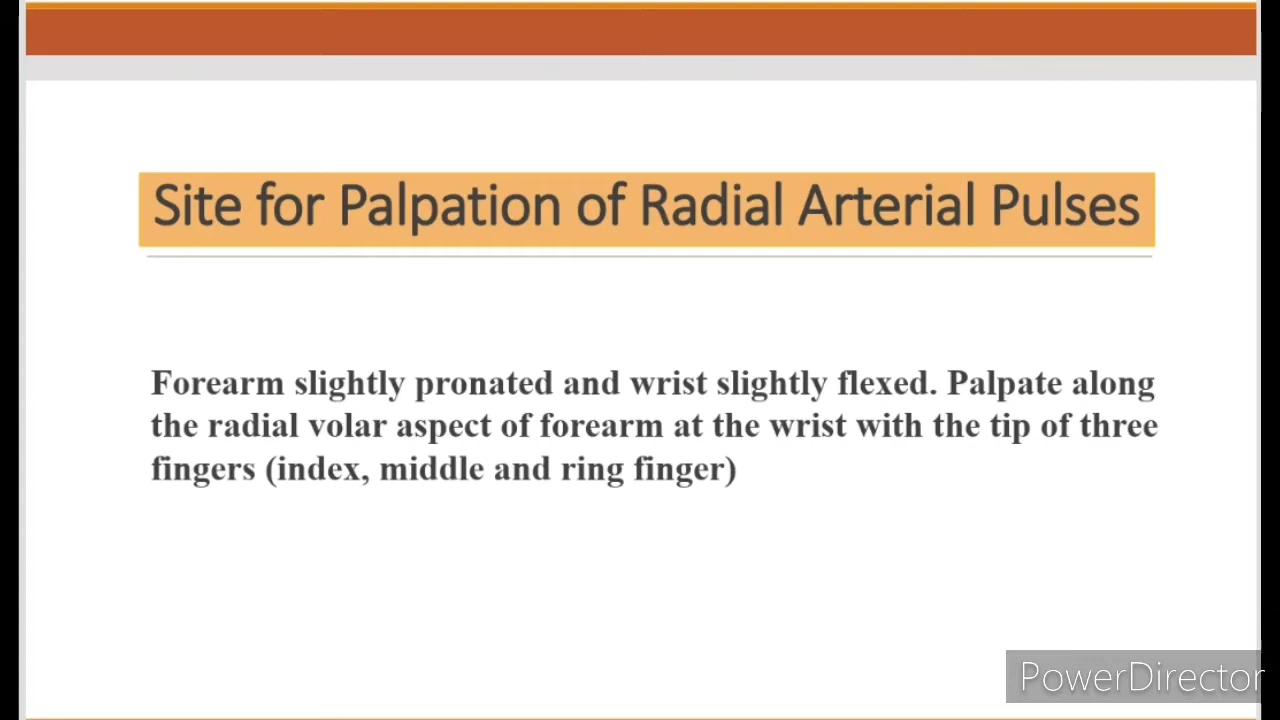 Site for Palpation of Radial Arterial Pulses
Forearm slightly pronated and wrist slightly flexed. Palpate along
the radial volar aspect of forearm at the wrist with the tip of three
fingers (index, middle and ring finger)
PowerDirector